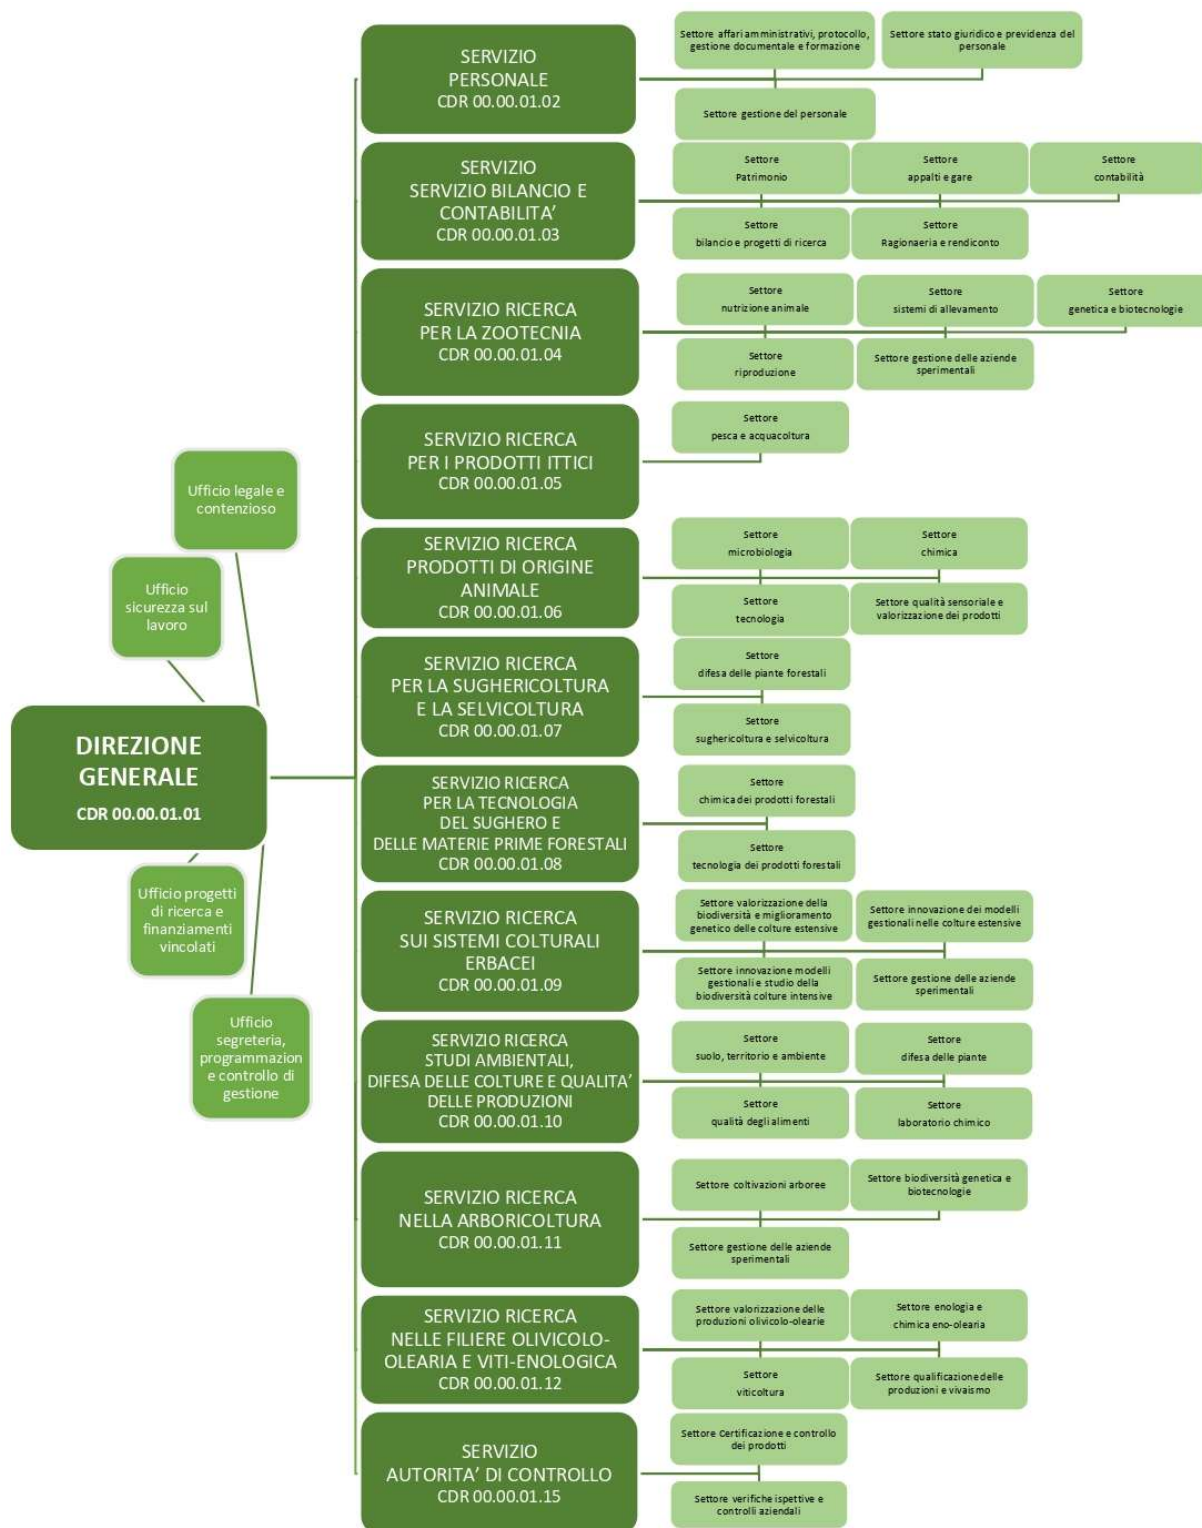 Ufficio legale e
contenzioso
Ufficio
sicurezza sul
lavoro
DIREZIONE
GENERALE
CDR 00.00.01.01
Ufficio progetti
di ricerca e
finanziamenti
vincolati
Ufficio
segreteria,
programmazion
e controllo di
gestione
SERVIZIO
PERSONALE
CDR 00.00.01.02
Settore affari amministrativi, protocollo,
gestione documentale e formazione
Settore stato giuridico e previdenza del
personale
Settore gestione del personale
SERVIZIO
SERVIZIO BILANCIO E
CONTABILITA’
CDR 00.00.01.03
Settore
Patrimonio
Settore
appalti e gare
Settore
contabilità
Settore
bilancio e progetti di ricerca
Settore
Ragionaeria e rendiconto
SERVIZIO RICERCA
PER LA ZOOTECNIA
CDR 00.00.01.04
Settore
nutrizione animale
Settore
sistemi di allevamento
Settore
genetica e biotecnologie
Settore
riproduzione
Settore gestione delle aziende
sperimentali
SERVIZIO RICERCA
PER I PRODOTTI ITTICI
CDR 00.00.01.05
Settore
pesca e acquacoltura
SERVIZIO RICERCA
PRODOTTI DI ORIGINE
ANIMALE
CDR 00.00.01.06
Settore
microbiologia
Settore
chimica
Settore
tecnologia
Settore qualità sensoriale e
valorizzazione dei prodotti
SERVIZIO RICERCA
PER LA SUGHERICOLTURA
E LA SELVICOLTURA
CDR 00.00.01.07
Settore
difesa delle piante forestali
Settore
sughericoltura e selvicoltura
SERVIZIO RICERCA
PER LA TECNOLOGIA
DEL SUGHERO E
DELLE MATERIE PRIME FORESTALI
CDR 00.00.01.08
Settore
chimica dei prodotti forestali
Settore
tecnologia dei prodotti forestali
SERVIZIO RICERCA
SUI SISTEMI COLTURALI
ERBACEI
CDR 00.00.01.09
Settore valorizzazione della
biodiversità e miglioramento
genetico delle colture estensive
Settore innovazione dei modelli
gestionali nelle colture estensive
Settore innovazione modelli
gestionali e studio della
biodiversità colture intensive
Settore gestione delle aziende
sperimentali
SERVIZIO RICERCA
STUDI AMBIENTALI,
DIFESA DELLE COLTURE E QUALITA’
DELLE PRODUZIONI
CDR 00.00.01.10
Settore
suolo, territorio e ambiente
Settore
difesa delle piante
Settore
qualità degli alimenti
Settore
laboratorio chimico
SERVIZIO RICERCA
NELLA ARBORICOLTURA
CDR 00.00.01.11
Settore coltivazioni arboree
Settore biodiversità genetica e
biotecnologie
Settore gestione delle aziende
sperimentali
SERVIZIO RICERCA
NELLE FILIERE OLIVICOLO-
OLEARIA E VITI-ENOLOGICA
CDR 00.00.01.12
Settore valorizzazione delle
produzioni olivicolo-olearie
Settore enologia e
chimica eno-olearia
Settore
viticoltura
Settore qualificazione delle
produzioni e vivaismo
SERVIZIO
AUTORITA’ DI CONTROLLO
CDR 00.00.01.15
Settore Certificazione e controllo
dei prodotti
Settore verifiche ispettive e
controlli aziendali